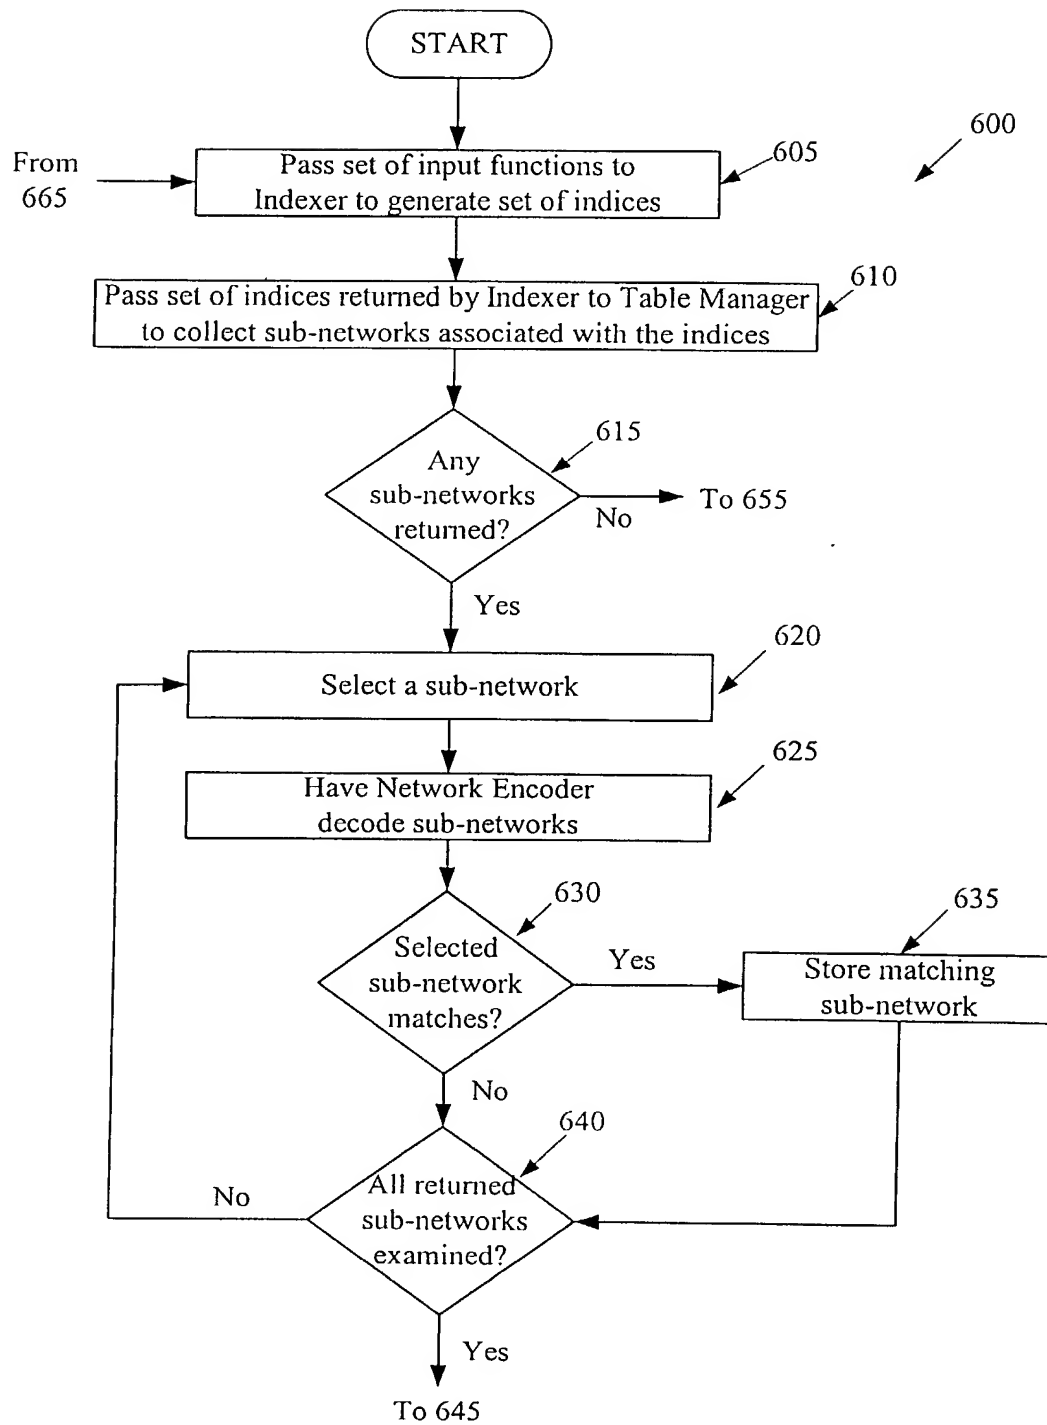 START
600
From
665
Pass set of input functions to
Indexer to generate set of indices
605
Pass set of indices returned by Indexer to Table Manager
to collect sub-networks associated with the indices
610
Any
sub-networks
returned?
615
No
To 655
Yes
Select a sub-network
620
Have Network Encoder
decode sub-networks
625
Selected
sub-network
matches?
630
Yes
Store matching
sub-network
635
No
All returned
sub-networks
examined?
640
No
Yes
To 645